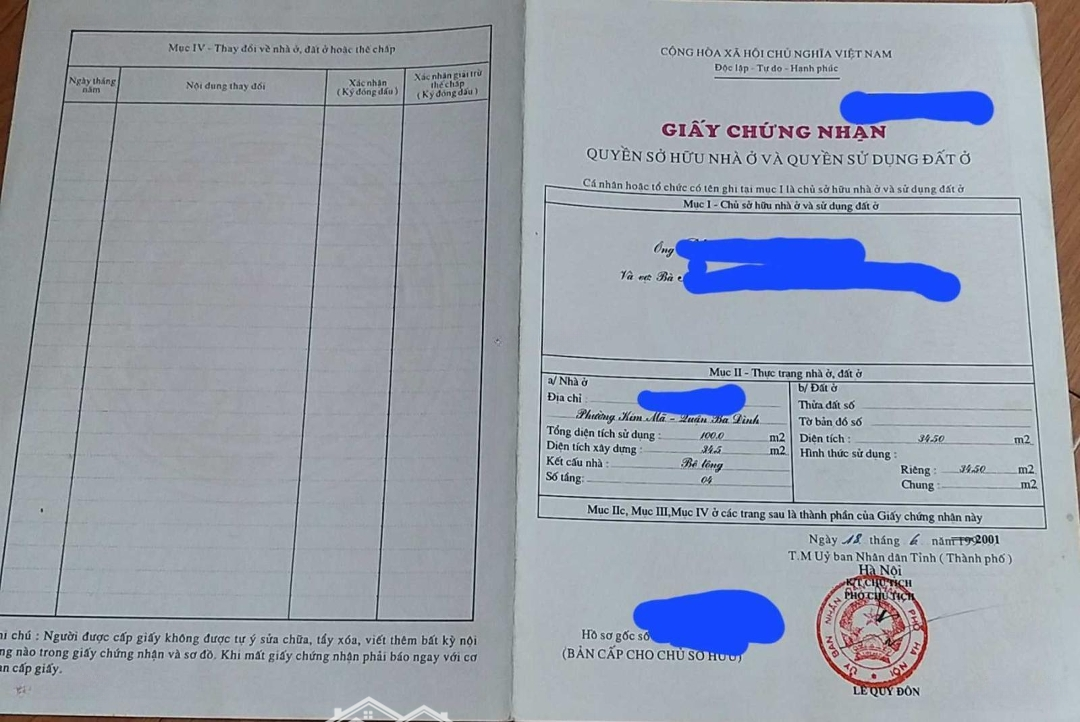 Mục IV - Thay đổi về nhà ở, đất ở hoặc thế chấp
Ngày tháng năm
Nội dung thay đổi
Xác nhận
( Ký đóng dấu )
Xác nhận giải trừ thế chấp
( Ký đóng dấu )
: Người được cấp giấy không được tự ý sửa chữa, tẩy xóa, viết thêm bất kỳ nội
nào trong giấy chứng nhận và sơ đồ. Khi mất giấy chứng nhận phải báo ngay với cơ
cấp giấy.
CỘNG HÒA XÃ HỘI CHỦ NGHĨA VIỆT NAM
Độc lập - Tự do - Hạnh phúc
GIẤY CHỨNG NHẬN
QUYỀN SỞ HỮU NHÀ Ở VÀ QUYỀN SỬ DỤNG ĐẤT Ở
Cá nhân hoặc tổ chức có tên ghi tại mục I là chủ sở hữu nhà ở và sử dụng đất ở
Mục I - Chủ sở hữu nhà ở và sử dụng đất ở
Ông
Và vợ: Bà
Mục II - Thực trạng nhà ở, đất ở
a/ Nhà ở
Địa chỉ :
Phường Kim Mã - Quận Ba Đình
Tổng diện tích sử dụng : 100.0 m2
Diện tích xây dựng : 34.5 m2
Kết cấu nhà : Bê tông
Số tầng: 04
b/ Đất ở
Thửa đất số
Tờ bản đồ số
Diện tích : 34.50 m2
Hình thức sử dụng :
Riêng : 34.50 m2
Chung : m2
Mục IIc, Mục III,Mục IV ở các trang sau là thành phần của Giấy chứng nhận này
Ngày 18 tháng 6 năm 199 2001
T.M Uỷ ban Nhân dân Tỉnh ( Thành phố )
Hà Nội
K/T CHỦ TỊCH
PHÓ CHỦ TỊCH
ỦY BAN NHÂN DÂN THÀNH PHỐ HÀ NỘI
Hồ sơ gốc số
(BẢN CẤP CHO CHỦ SỞ HỮU)
LÊ QUÝ ĐÔN